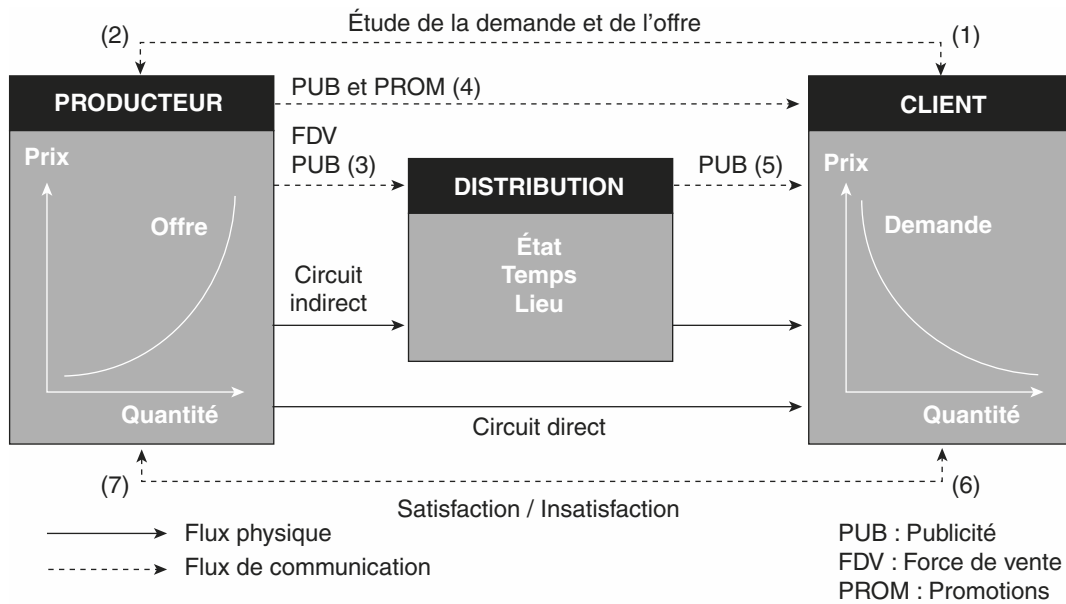 Étude de la demande et de l’offre
(2)
(1)
PRODUCTEUR
PUB et PROM (4)
CLIENT
FDV
PUB (3)
DISTRIBUTION
PUB (5)
Prix
Offre
Quantité
État
Temps
Lieu
Prix
Demande
Quantité
Circuit
indirect
Circuit direct
(7)
(6)
Satisfaction / Insatisfaction
Flux physique
Flux de communication
PUB : Publicité
FDV : Force de vente
PROM : Promotions